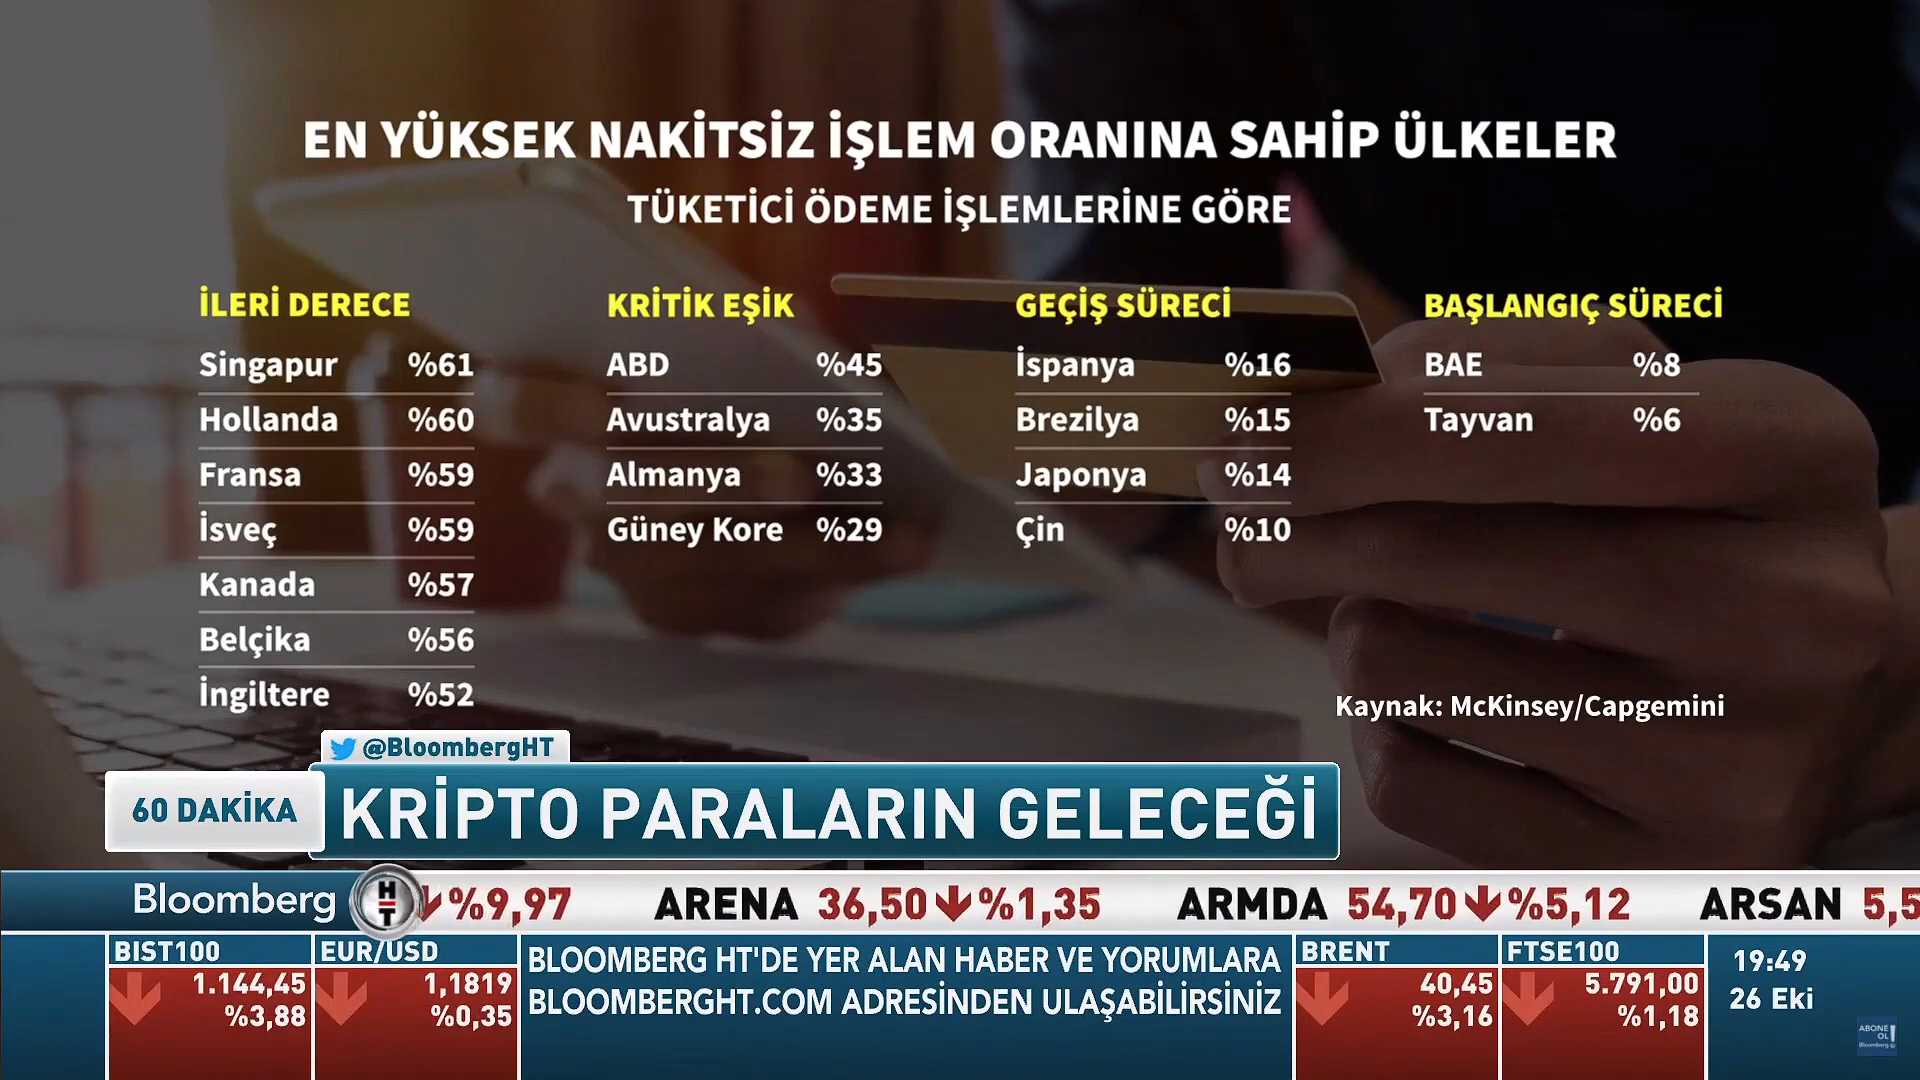 EN YÜKSEK NAKİTSİZ İŞLEM ORANINA SAHİP ÜLKELER
TÜKETİCİ ÖDEME İŞLEMLERİNE GÖRE
İLERİ DERECE
Singapur %61
Hollanda %60
Fransa %59
İsveç %59
Kanada %57
Belçika %56
İngiltere %52
KRİTİK EŞİK
ABD %45
Avustralya %35
Almanya %33
Güney Kore %29
GEÇİŞ SÜRECİ
İspanya %16
Brezilya %15
Japonya %14
Çin %10
BAŞLANGIÇ SÜRECİ
BAE %8
Tayvan %6
Kaynak: McKinsey/Capgemini
@BloombergHT
60 DAKİKA
KRİPTO PARALARIN GELECEĞİ
Bloomberg HT
%9,97 ARENA 36,50 %1,35 ARMDA 54,70 %5,12 ARSAN 5,5
BIST100
1.144,45
%3,88
EUR/USD
1,1819
%0,35
BLOOMBERG HT'DE YER ALAN HABER VE YORUMLARA
BLOOMBERGHT.COM ADRESİNDEN ULAŞABİLİRSİNİZ
BRENT
40,45
%3,16
FTSE100
5.791,00
%1,18
19:49
26 Eki
ABONE
OL!
Bloomberg